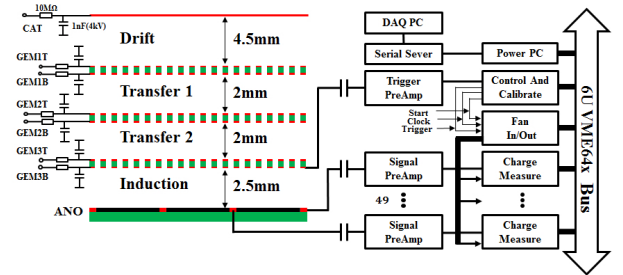 10MΩ
CAT
1nF(4kV)
Drift
4.5mm
GEM1T
GEM1B
Transfer 1
2mm
GEM2T
GEM2B
Transfer 2
2mm
GEM3T
GEM3B
Induction
2.5mm
ANO
DAQ PC
Serial Sever
Power PC
Trigger
PreAmp
Control And
Calibrate
Start
Clock
Trigger
Fan
In/Out
Signal
PreAmp
Charge
Measure
49
Signal
PreAmp
Charge
Measure
6U VME64x Bus